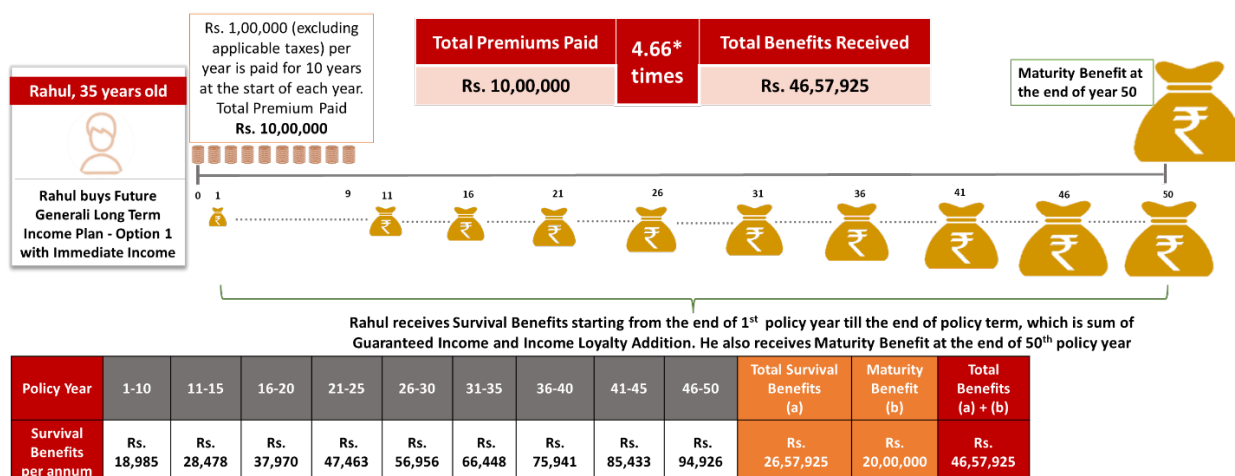 Rs. 1,00,000 (excluding
applicable taxes) per
year is paid for 10 years
at the start of each year.
Total Premium Paid
Rs. 10,00,000
Total Premiums Paid
4.66*
times
Total Benefits Received
Rs. 10,00,000
Rs. 46,57,925
Maturity Benefit at
the end of year 50
Rahul, 35 years old
Rahul buys Future
Generali Long Term
Income Plan - Option 1
with Immediate Income
₹
0 1 9 11 16 21 26 31 36 41 46 50
₹ ₹ ₹ ₹ ₹ ₹ ₹ ₹ ₹ ₹
Rahul receives Survival Benefits starting from the end of 1st policy year till the end of policy term, which is sum of
Guaranteed Income and Income Loyalty Addition. He also receives Maturity Benefit at the end of 50th policy year
Policy Year 1-10 11-15 16-20 21-25 26-30 31-35 36-40 41-45 46-50
Total Survival
Benefits
(a)
Maturity
Benefit
(b)
Total
Benefits
(a) + (b)
Survival
Benefits
per annum
Rs. 18,985
Rs. 28,478
Rs. 37,970
Rs. 47,463
Rs. 56,956
Rs. 66,448
Rs. 75,941
Rs. 85,433
Rs. 94,926
Rs. 26,57,925
Rs. 20,00,000
Rs. 46,57,925